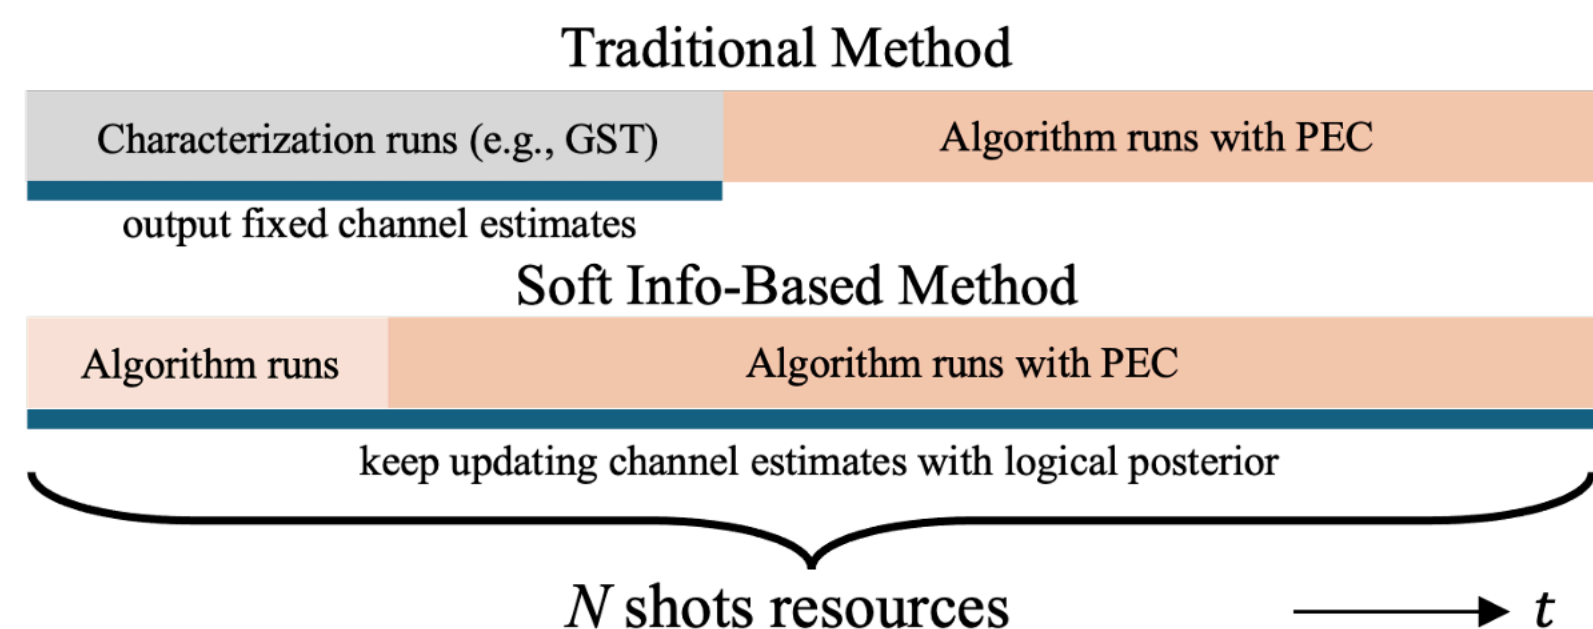 Traditional Method
Characterization runs (e.g., GST)
Algorithm runs with PEC
output fixed channel estimates
Soft Info-Based Method
Algorithm runs
Algorithm runs with PEC
keep updating channel estimates with logical posterior
N shots resources
t